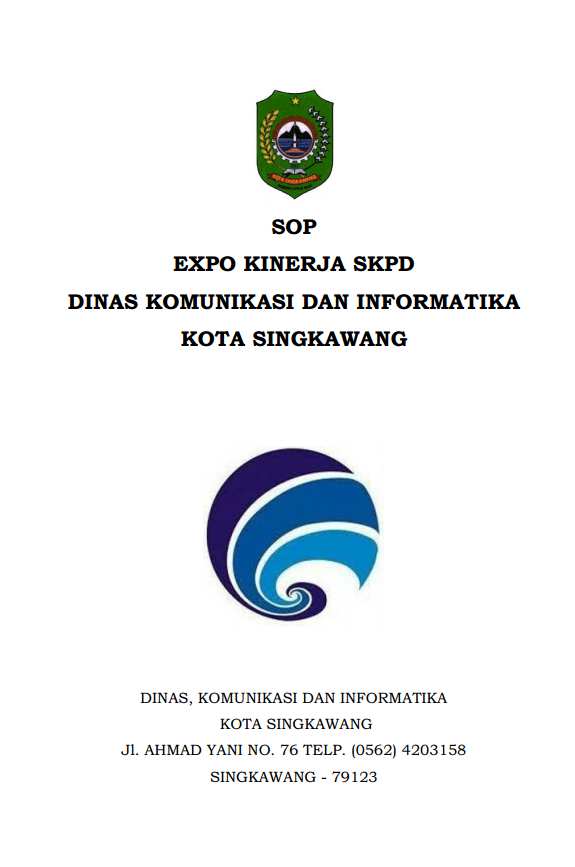 SOP
EXPO KINERJA SKPD
DINAS KOMUNIKASI DAN INFORMATIKA
KOTA SINGKAWANG
DINAS, KOMUNIKASI DAN INFORMATIKA
KOTA SINGKAWANG
Jl. AHMAD YANI NO. 76 TELP. (0562) 4203158
SINGKAWANG - 79123